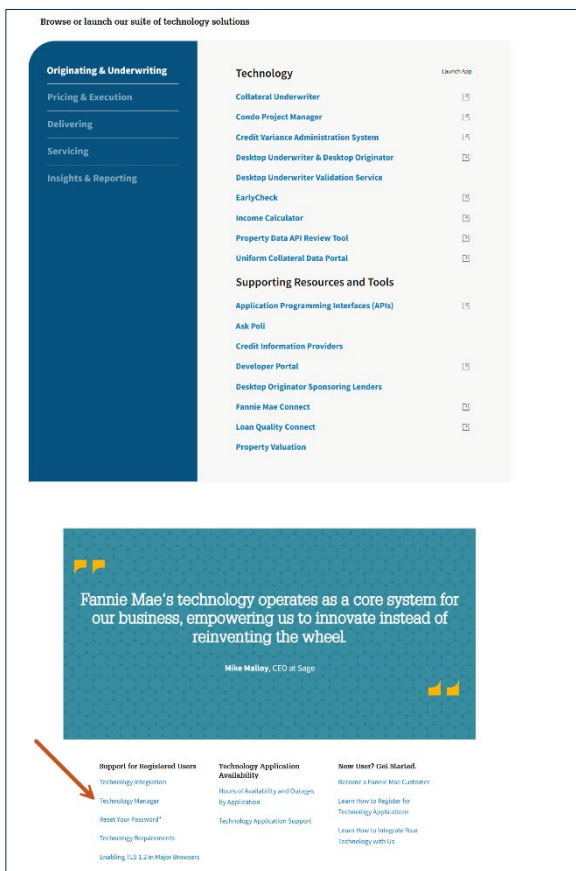 Browse or launch our suite of technology solutions
Originating & Underwriting
Pricing & Execution
Delivering
Servicing
Insights & Reporting
Technology
Launch App
Collateral Underwriter
Condo Project Manager
Credit Variance Administration System
Desktop Underwriter & Desktop Originator
Desktop Underwriter Validation Service
EarlyCheck
Income Calculator
Property Data API Review Tool
Uniform Collateral Data Portal
Supporting Resources and Tools
Application Programming Interfaces (APIs)
Ask Poli
Credit Information Providers
Developer Portal
Desktop Originator Sponsoring Lenders
Fannie Mae Connect
Loan Quality Connect
Property Valuation
Fannie Mae's technology operates as a core system for
our business, empowering us to innovate instead of
reinventing the wheel.
Mike Malloy, CEO at Sage
Support for Registered Users
Technology Integration
Technology Manager
Reset Your Password*
Technology Requirements
Enabling TLS 1.2 in Major Browsers
Technology Application
Availability
Hours of Availability and Outages
by Application
Technology Application Support
New User? Get Started.
Become a Fannie Mae Customer
Learn How to Register for
Technology Applications
Learn How to Integrate Your
Technology with Us